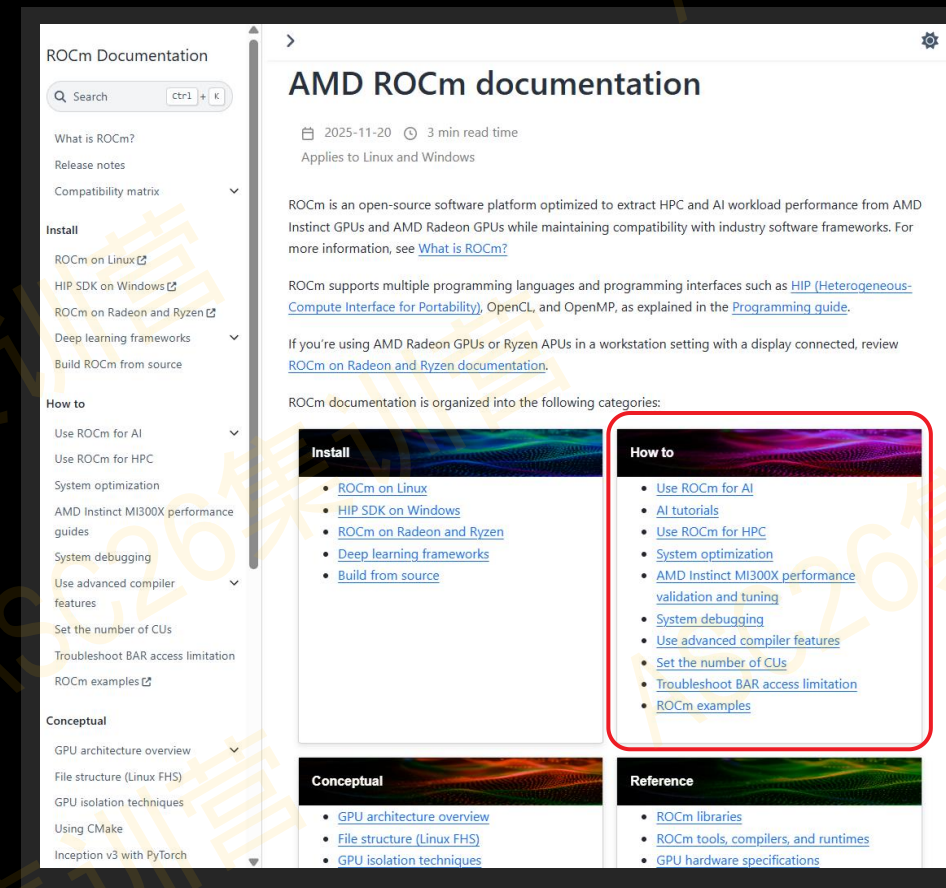 ROCm Documentation
Search Ctrl + K
What is ROCm?
Release notes
Compatibility matrix
Install
ROCm on Linux
HIP SDK on Windows
ROCm on Radeon and Ryzen
Deep learning frameworks
Build ROCm from source
How to
Use ROCm for AI
Use ROCm for HPC
System optimization
AMD Instinct MI300X performance
guides
System debugging
Use advanced compiler
features
Set the number of CUs
Troubleshoot BAR access limitation
ROCm examples
Conceptual
GPU architecture overview
File structure (Linux FHS)
GPU isolation techniques
Using CMake
Inception v3 with PyTorch
AMD ROCm documentation
2025-11-20 3 min read time
Applies to Linux and Windows
ROCm is an open-source software platform optimized to extract HPC and AI workload performance from AMD
Instinct GPUs and AMD Radeon GPUs while maintaining compatibility with industry software frameworks. For
more information, see What is ROCm?
ROCm supports multiple programming languages and programming interfaces such as HIP (Heterogeneous-
Compute Interface for Portability), OpenCL, and OpenMP, as explained in the Programming guide.
If you're using AMD Radeon GPUs or Ryzen APUs in a workstation setting with a display connected, review
ROCm on Radeon and Ryzen documentation.
ROCm documentation is organized into the following categories:
Install
ROCm on Linux
HIP SDK on Windows
ROCm on Radeon and Ryzen
Deep learning frameworks
Build from source
How to
Use ROCm for AI
AI tutorials
Use ROCm for HPC
System optimization
AMD Instinct MI300X performance
validation and tuning
System debugging
Use advanced compiler features
Set the number of CUs
Troubleshoot BAR access limitation
ROCm examples
Conceptual
GPU architecture overview
File structure (Linux FHS)
GPU isolation techniques
Reference
ROCm libraries
ROCm tools, compilers, and runtimes
GPU hardware specifications
ASC26集训营